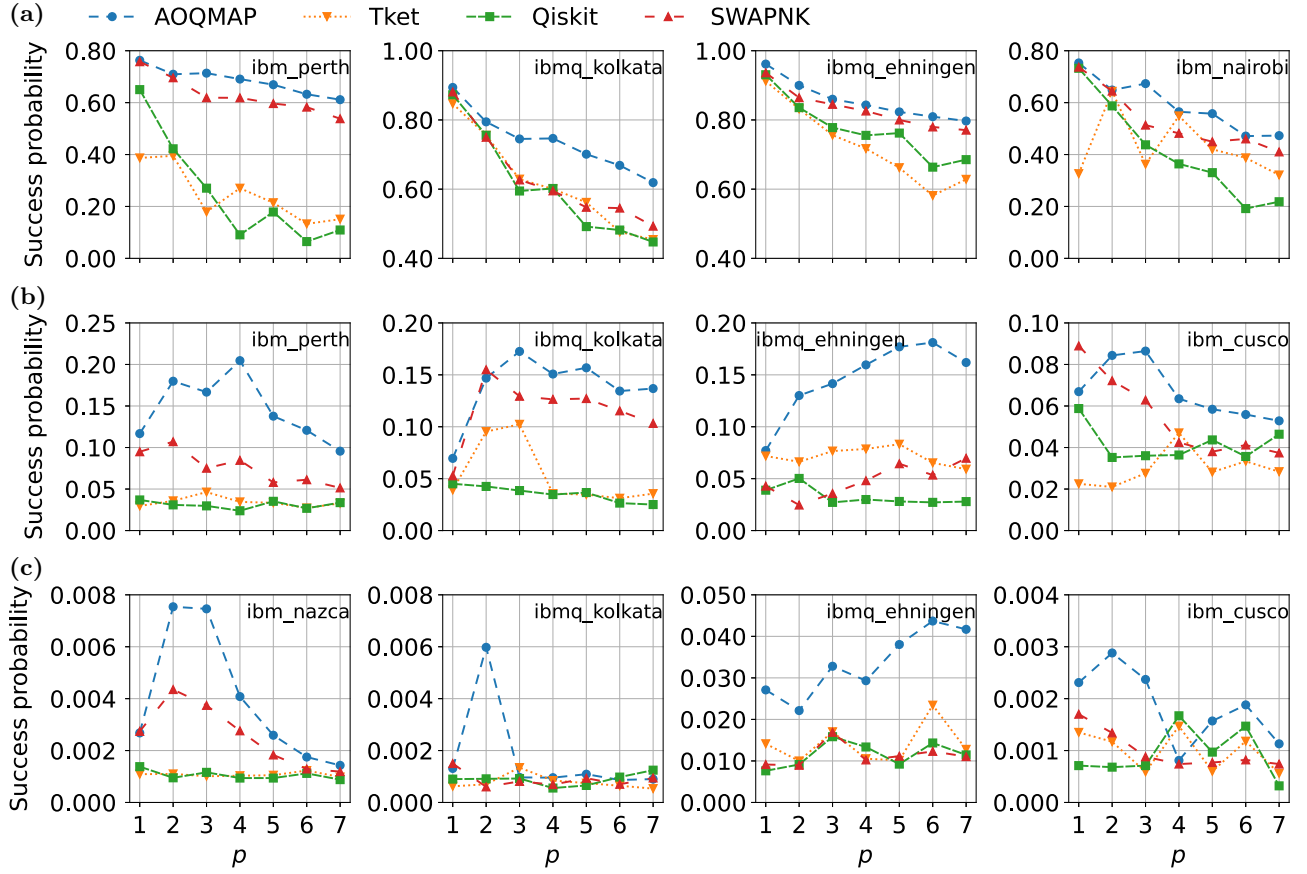 (a) AOQMAP Tket Qiskit SWAPNK
Success probability
0.80 0.60 0.40 0.20 0.00
ibm_perth
1.00 0.80 0.60 0.40
ibmq_kolkata
1.00 0.80 0.60 0.40
ibmq_ehningen
0.80 0.60 0.40 0.20 0.00
ibm_nairobi
(b)
Success probability
0.25 0.20 0.15 0.10 0.05 0.00
ibm_perth
0.20 0.15 0.10 0.05 0.00
ibmq_kolkata
0.20 0.15 0.10 0.05 0.00
ibmq_ehningen
0.10 0.08 0.06 0.04 0.02 0.00
ibm_cusco
(c)
Success probability
0.008 0.006 0.004 0.002 0.000
ibm_nazca
1 2 3 4 5 6 7
p
0.008 0.006 0.004 0.002 0.000
ibmq_kolkata
1 2 3 4 5 6 7
p
0.050 0.040 0.030 0.020 0.010 0.000
ibmq_ehningen
1 2 3 4 5 6 7
p
0.004 0.003 0.002 0.001 0.000
ibm_cusco
1 2 3 4 5 6 7
p